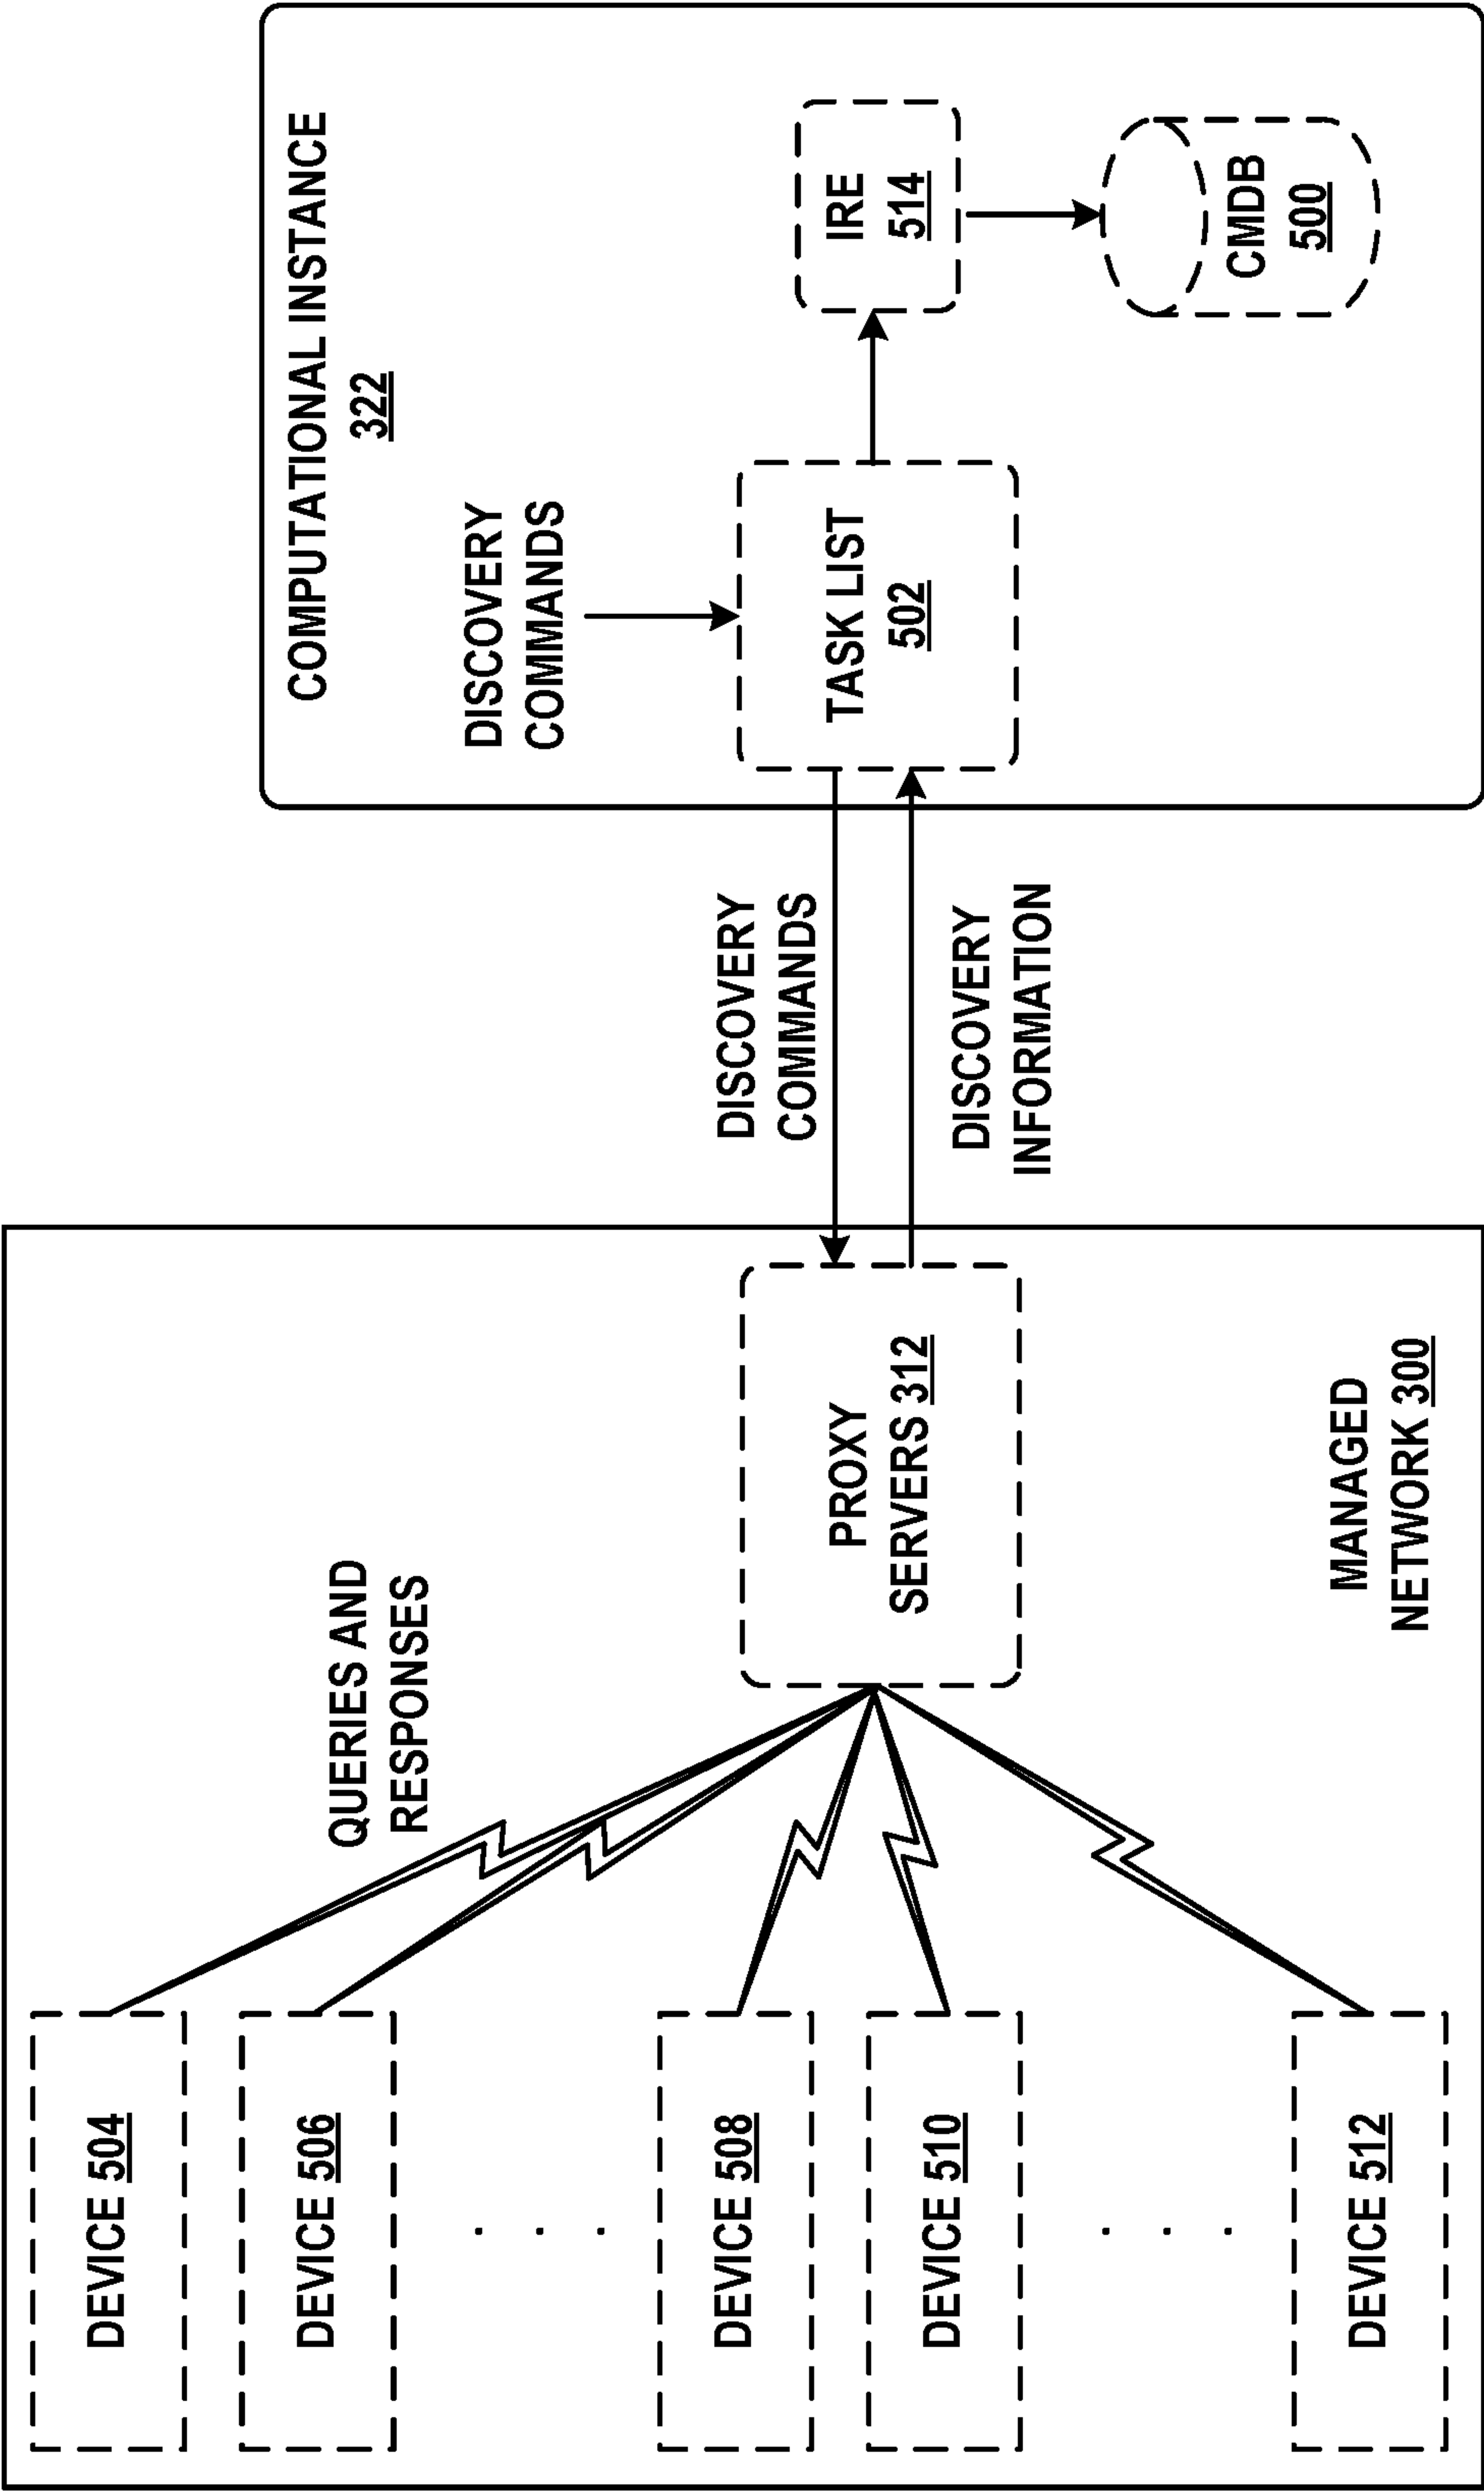 COMPUTATIONAL INSTANCE
322
DISCOVERY
COMMANDS
TASK LIST
502
IRE
514
CMDB
500
DISCOVERY
COMMANDS
DISCOVERY
INFORMATION
QUERIES AND
RESPONSES
PROXY
SERVERS 312
MANAGED
NETWORK 300
DEVICE 504
DEVICE 506
. . .
DEVICE 508
DEVICE 510
. . .
DEVICE 512